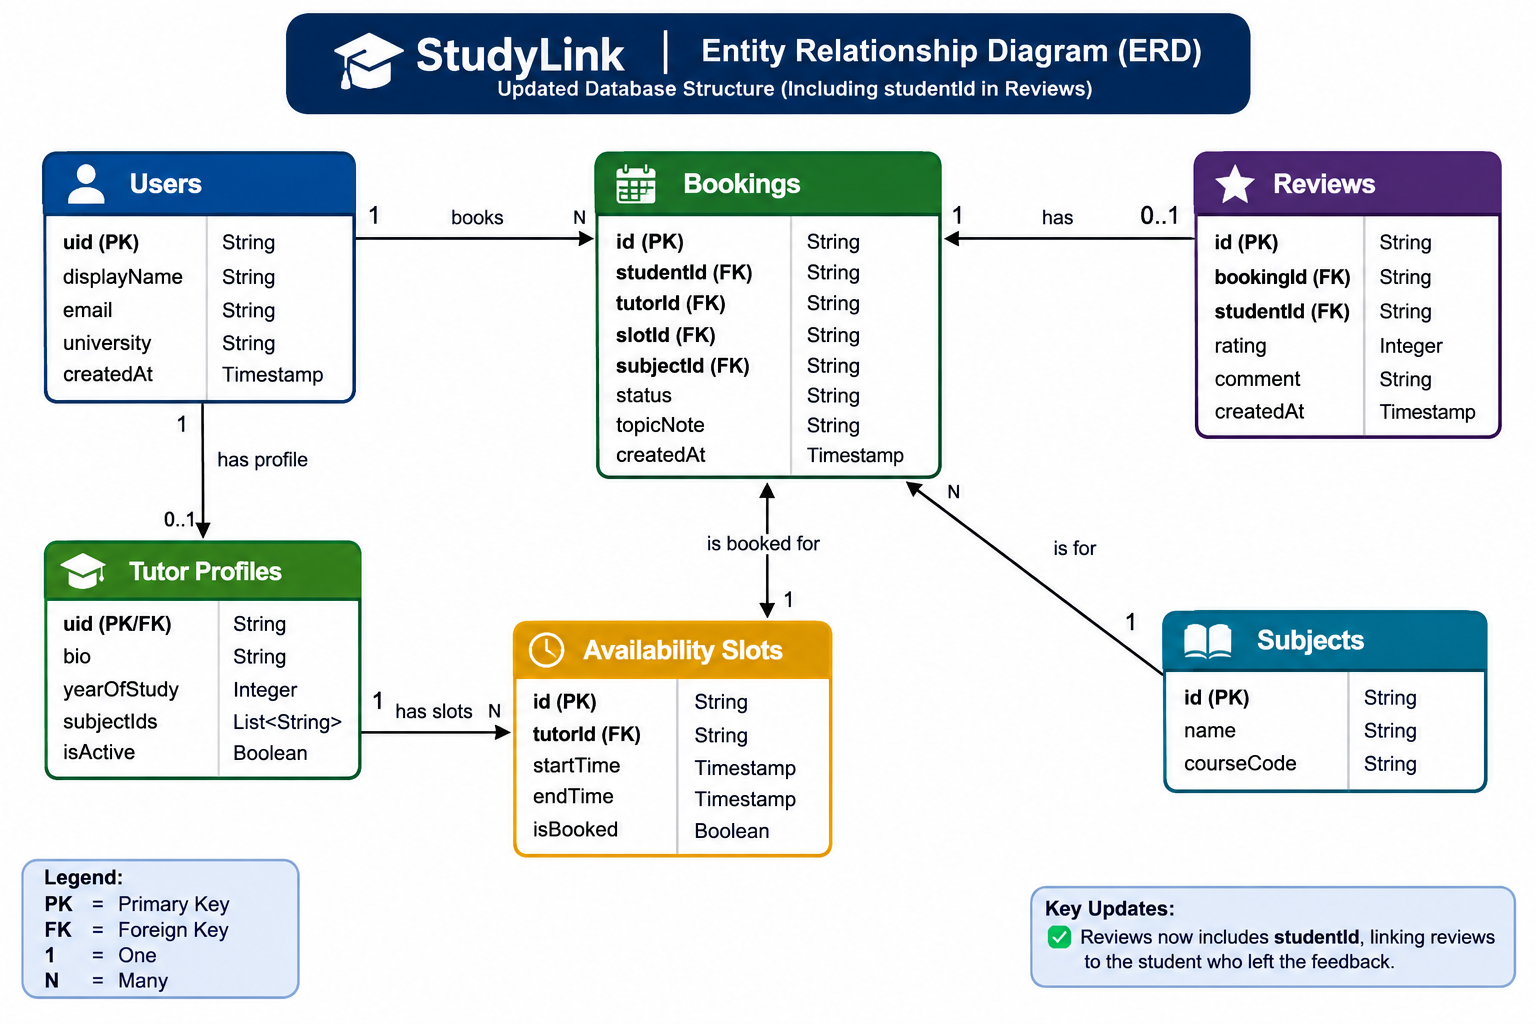 StudyLink | Entity Relationship Diagram (ERD)
Updated Database Structure (Including studentId in Reviews)
Users
uid (PK) String
displayName String
email String
university String
createdAt Timestamp
1 books N
Bookings
id (PK) String
studentId (FK) String
tutorId (FK) String
slotId (FK) String
subjectId (FK) String
status String
topicNote String
createdAt Timestamp
1 has 0..1
Reviews
id (PK) String
bookingId (FK) String
studentId (FK) String
rating Integer
comment String
createdAt Timestamp
1
has profile
0..1
is booked for
1
N
is for
1
Tutor Profiles
uid (PK/FK) String
bio String
yearOfStudy Integer
subjectIds List<String>
isActive Boolean
1 has slots N
Availability Slots
id (PK) String
tutorId (FK) String
startTime Timestamp
endTime Timestamp
isBooked Boolean
Subjects
id (PK) String
name String
courseCode String
Legend:
PK = Primary Key
FK = Foreign Key
1 = One
N = Many
Key Updates:
Reviews now includes studentId, linking reviews
to the student who left the feedback.